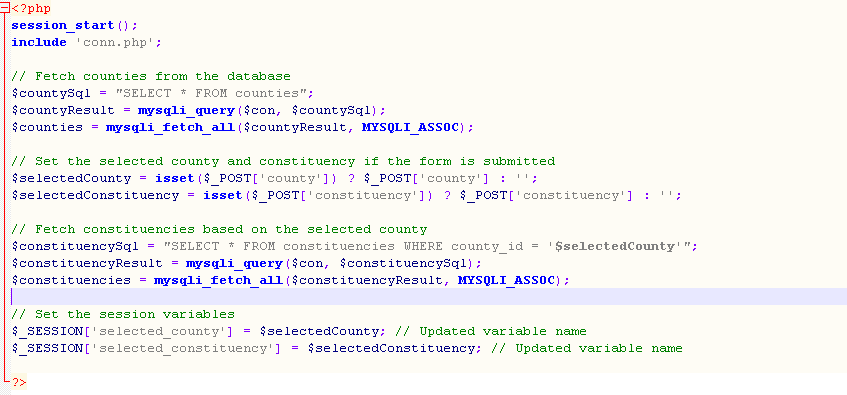 <?php
session_start();
include 'conn.php';
// Fetch counties from the database
$countySql = "SELECT * FROM counties";
$countyResult = mysqli_query($con, $countySql);
$counties = mysqli_fetch_all($countyResult, MYSQLI_ASSOC);
// Set the selected county and constituency if the form is submitted
$selectedCounty = isset($_POST['county']) ? $_POST['county'] : '';
$selectedConstituency = isset($_POST['constituency']) ? $_POST['constituency'] : '';
// Fetch constituencies based on the selected county
$constituencySql = "SELECT * FROM constituencies WHERE county_id = '$selectedCounty'";
$constituencyResult = mysqli_query($con, $constituencySql);
$constituencies = mysqli_fetch_all($constituencyResult, MYSQLI_ASSOC);
// Set the session variables
$_SESSION['selected_county'] = $selectedCounty; // Updated variable name
$_SESSION['selected_constituency'] = $selectedConstituency; // Updated variable name
?>